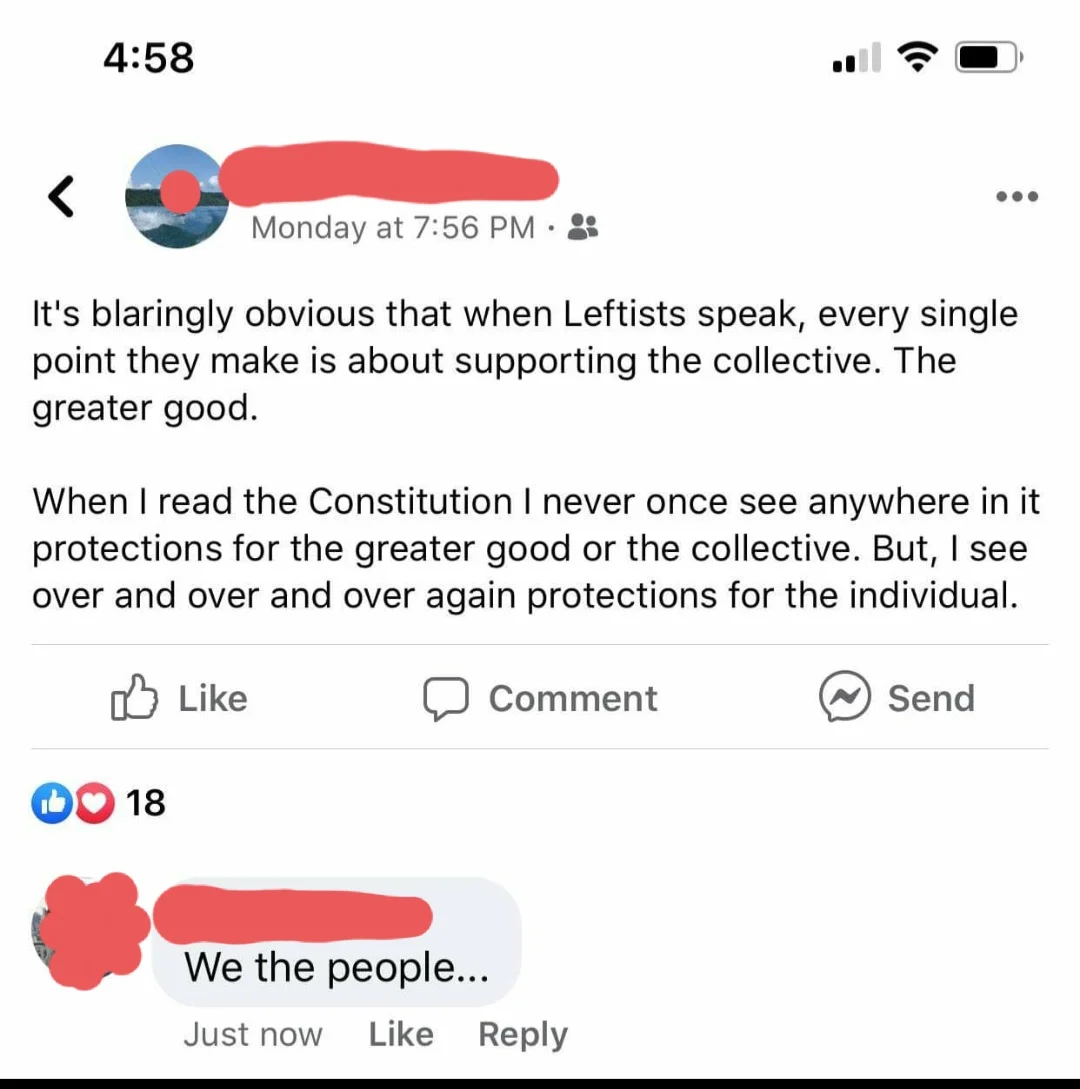 4:58
Monday at 7:56 PM ·
It's blaringly obvious that when Leftists speak, every single
point they make is about supporting the collective. The
greater good.
When I read the Constitution I never once see anywhere in it
protections for the greater good or the collective. But, I see
over and over and over again protections for the individual.
Like Comment Send
18
We the people...
Just now Like Reply